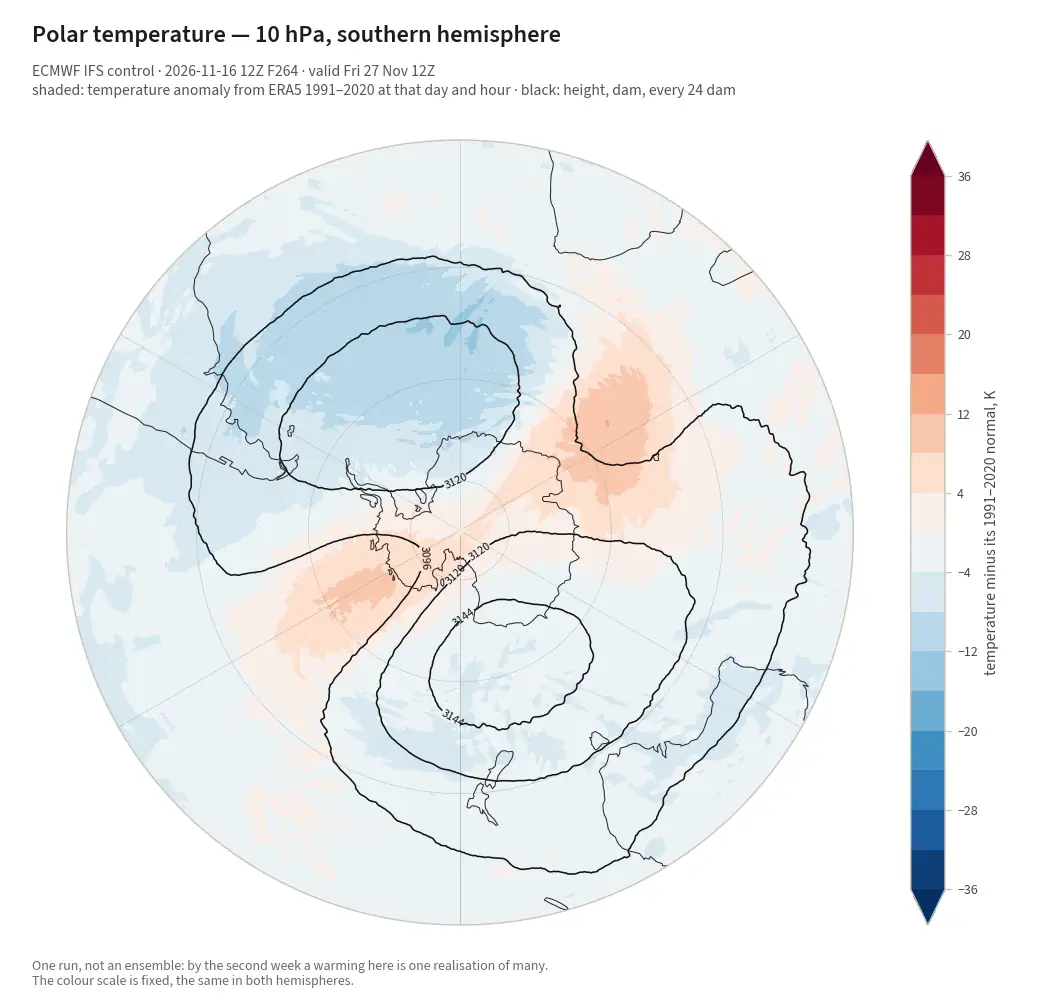 Polar temperature — 10 hPa, southern hemisphere
ECMWF IFS control · 2026-11-16 12Z F264 · valid Fri 27 Nov 12Z
shaded: temperature anomaly from ERA5 1991–2020 at that day and hour · black: height, dam, every 24 dam
36
28
20
12
4
−4
−12
−20
−28
−36
temperature minus its 1991–2020 normal, K
3120
3096
3120
3120
3144
3144
One run, not an ensemble: by the second week a warming here is one realisation of many.
The colour scale is fixed, the same in both hemispheres.